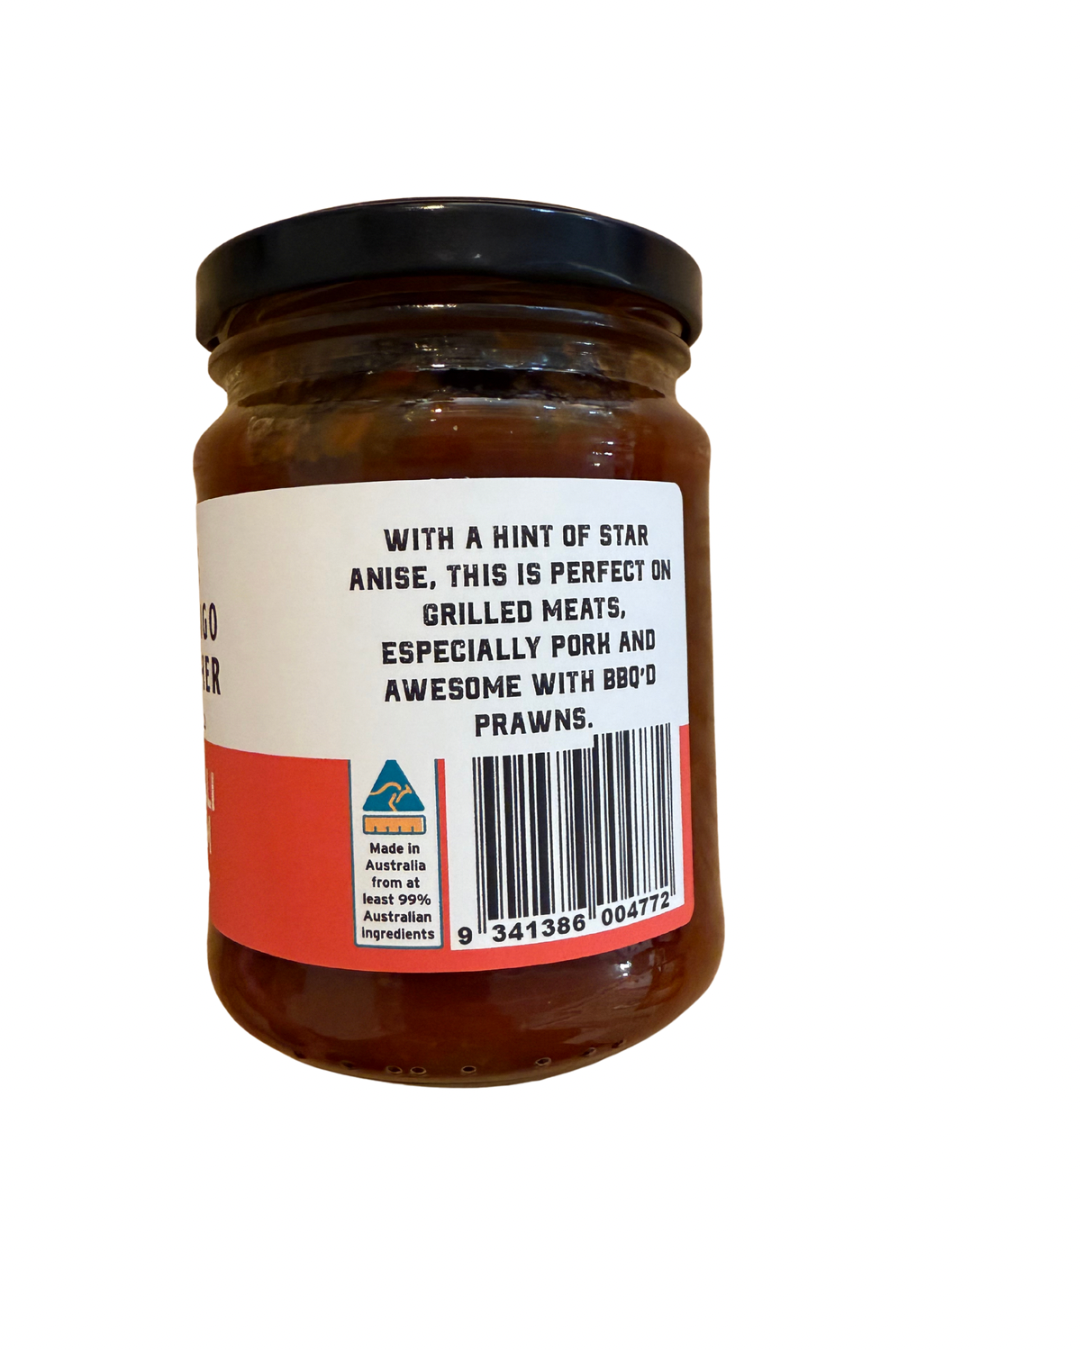 WITH A HINT OF STAR
ANISE, THIS IS PERFECT ON
GRILLED MEATS,
ESPECIALLY PORK AND
AWESOME WITH BBQ'D
PRAWNS.
Made in
Australia
from at
least 99%
Australian
ingredients
9 341386 004772